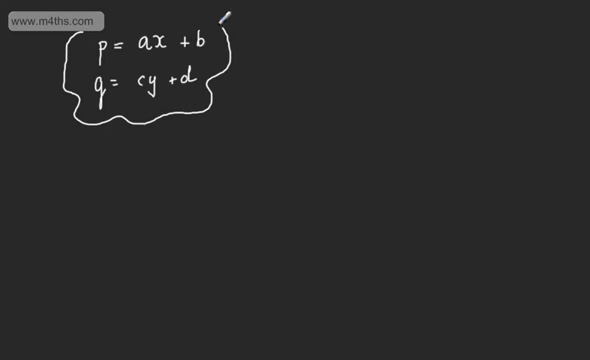 www.m4ths.com
p = ax + b
q = cy + d